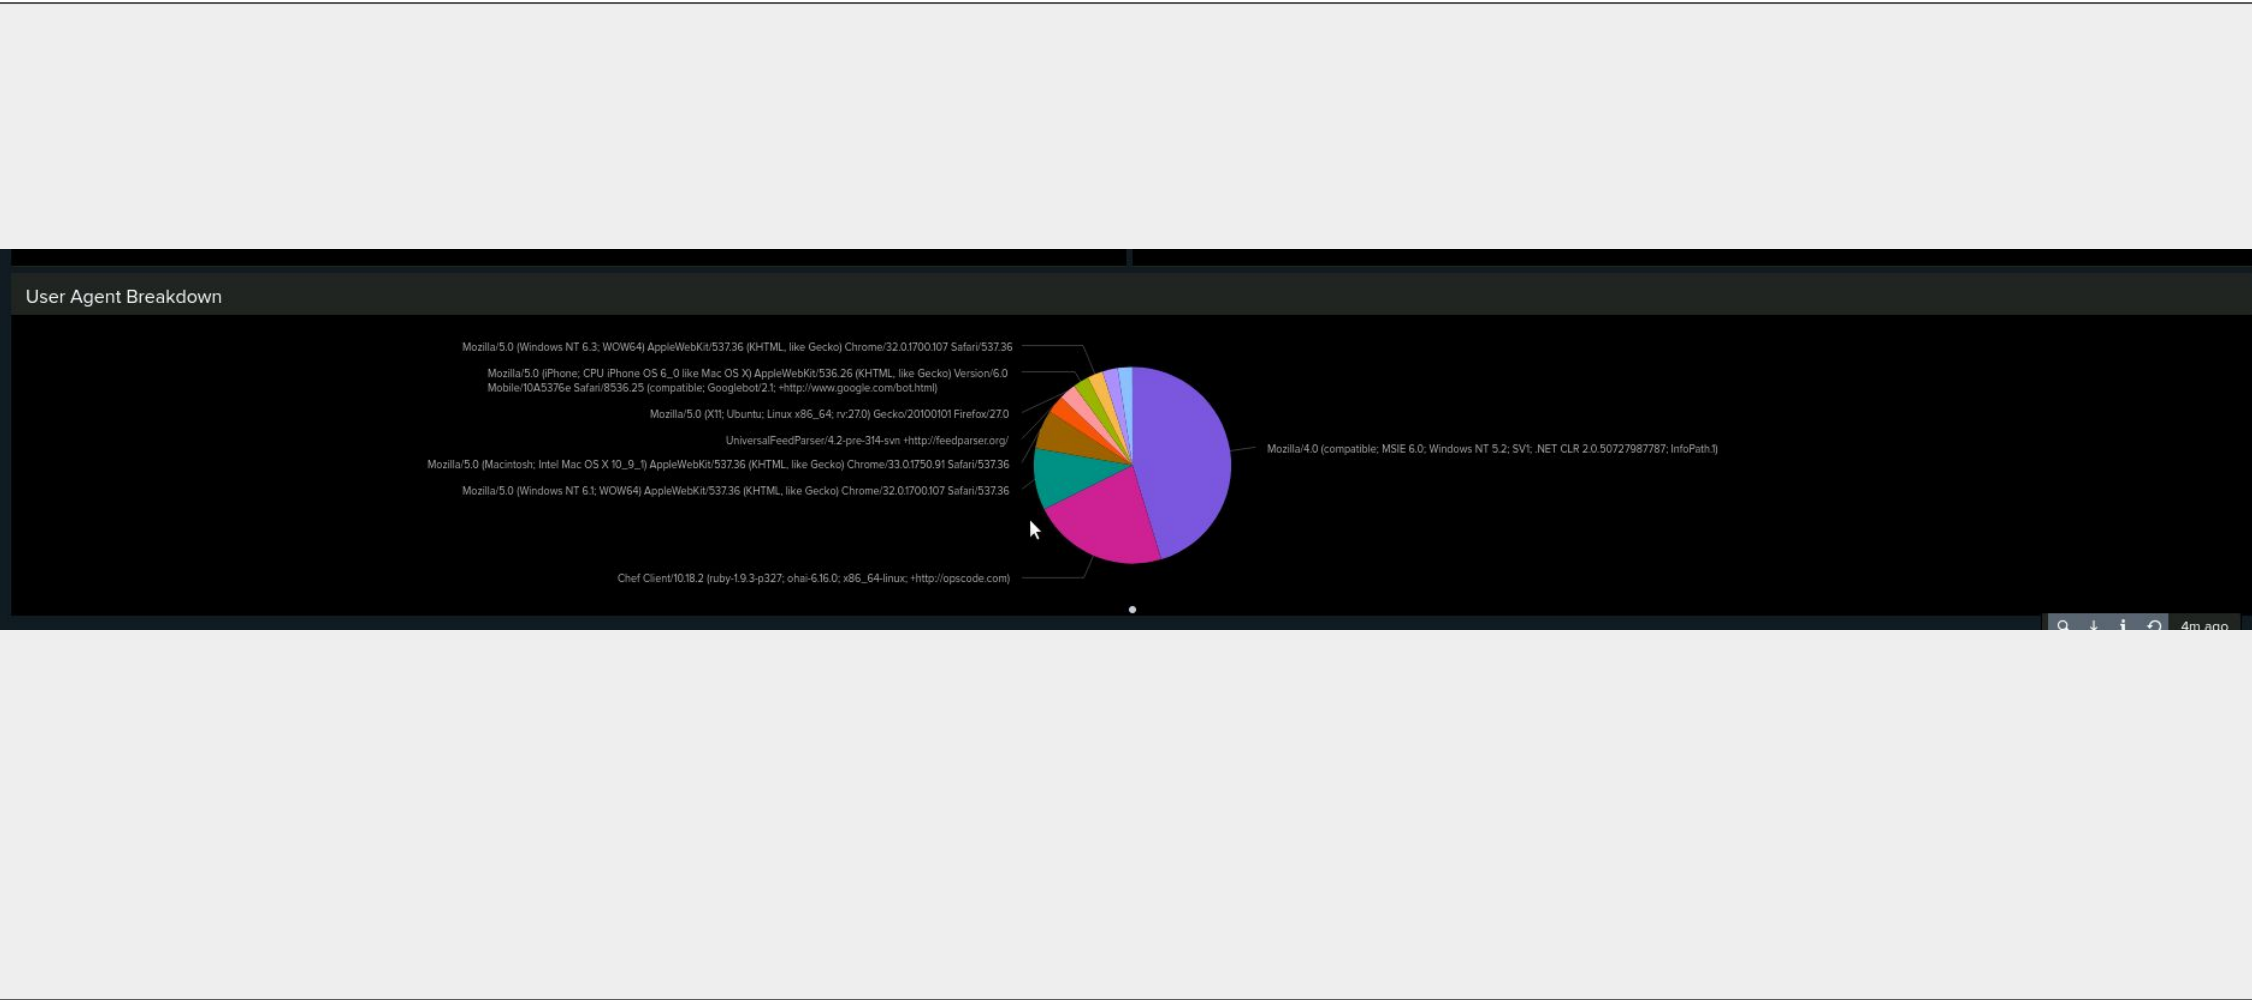 User Agent Breakdown
Mozilla/5.0 (Windows NT 6.3; WOW64) AppleWebKit/537.36 (KHTML, like Gecko) Chrome/32.0.1700.107 Safari/537.36
Mozilla/5.0 (iPhone; CPU iPhone OS 6_0 like Mac OS X) AppleWebKit/536.26 (KHTML, like Gecko) Version/6.0
Mobile/10A5376e Safari/8536.25 (compatible; Googlebot/2.1; +http://www.google.com/bot.html)
Mozilla/5.0 (X11; Ubuntu; Linux x86_64; rv:27.0) Gecko/20100101 Firefox/27.0
UniversalFeedParser/4.2-pre-314-svn +http://feedparser.org/
Mozilla/4.0 (compatible; MSIE 6.0; Windows NT 5.2; SV1; .NET CLR 2.0.50727987787; InfoPath.1)
Mozilla/5.0 (Macintosh; Intel Mac OS X 10_9_1) AppleWebKit/537.36 (KHTML, like Gecko) Chrome/33.0.1750.91 Safari/537.36
Mozilla/5.0 (Windows NT 6.1; WOW64) AppleWebKit/537.36 (KHTML, like Gecko) Chrome/32.0.1700.107 Safari/537.36
Chef Client/10.18.2 (ruby-1.9.3-p327; ohai-6.16.0; x86_64-linux; +http://opscode.com)
4m ago